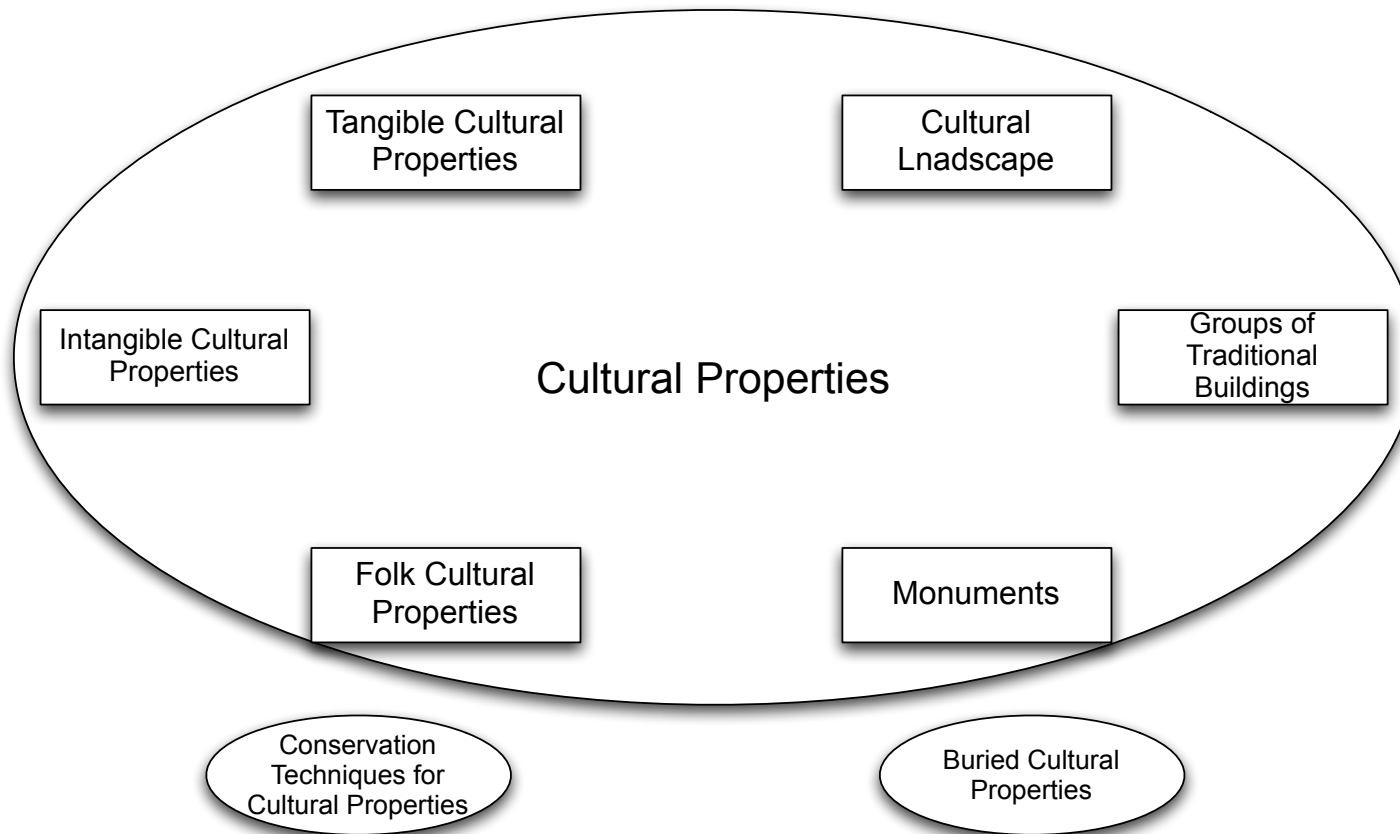 Tangible Cultural
Properties
Cultural
Lnadscape
Intangible Cultural
Properties
Cultural Properties
Groups of
Traditional
Buildings
Folk Cultural
Properties
Monuments
Conservation
Techniques for
Cultural Properties
Buried Cultural
Properties